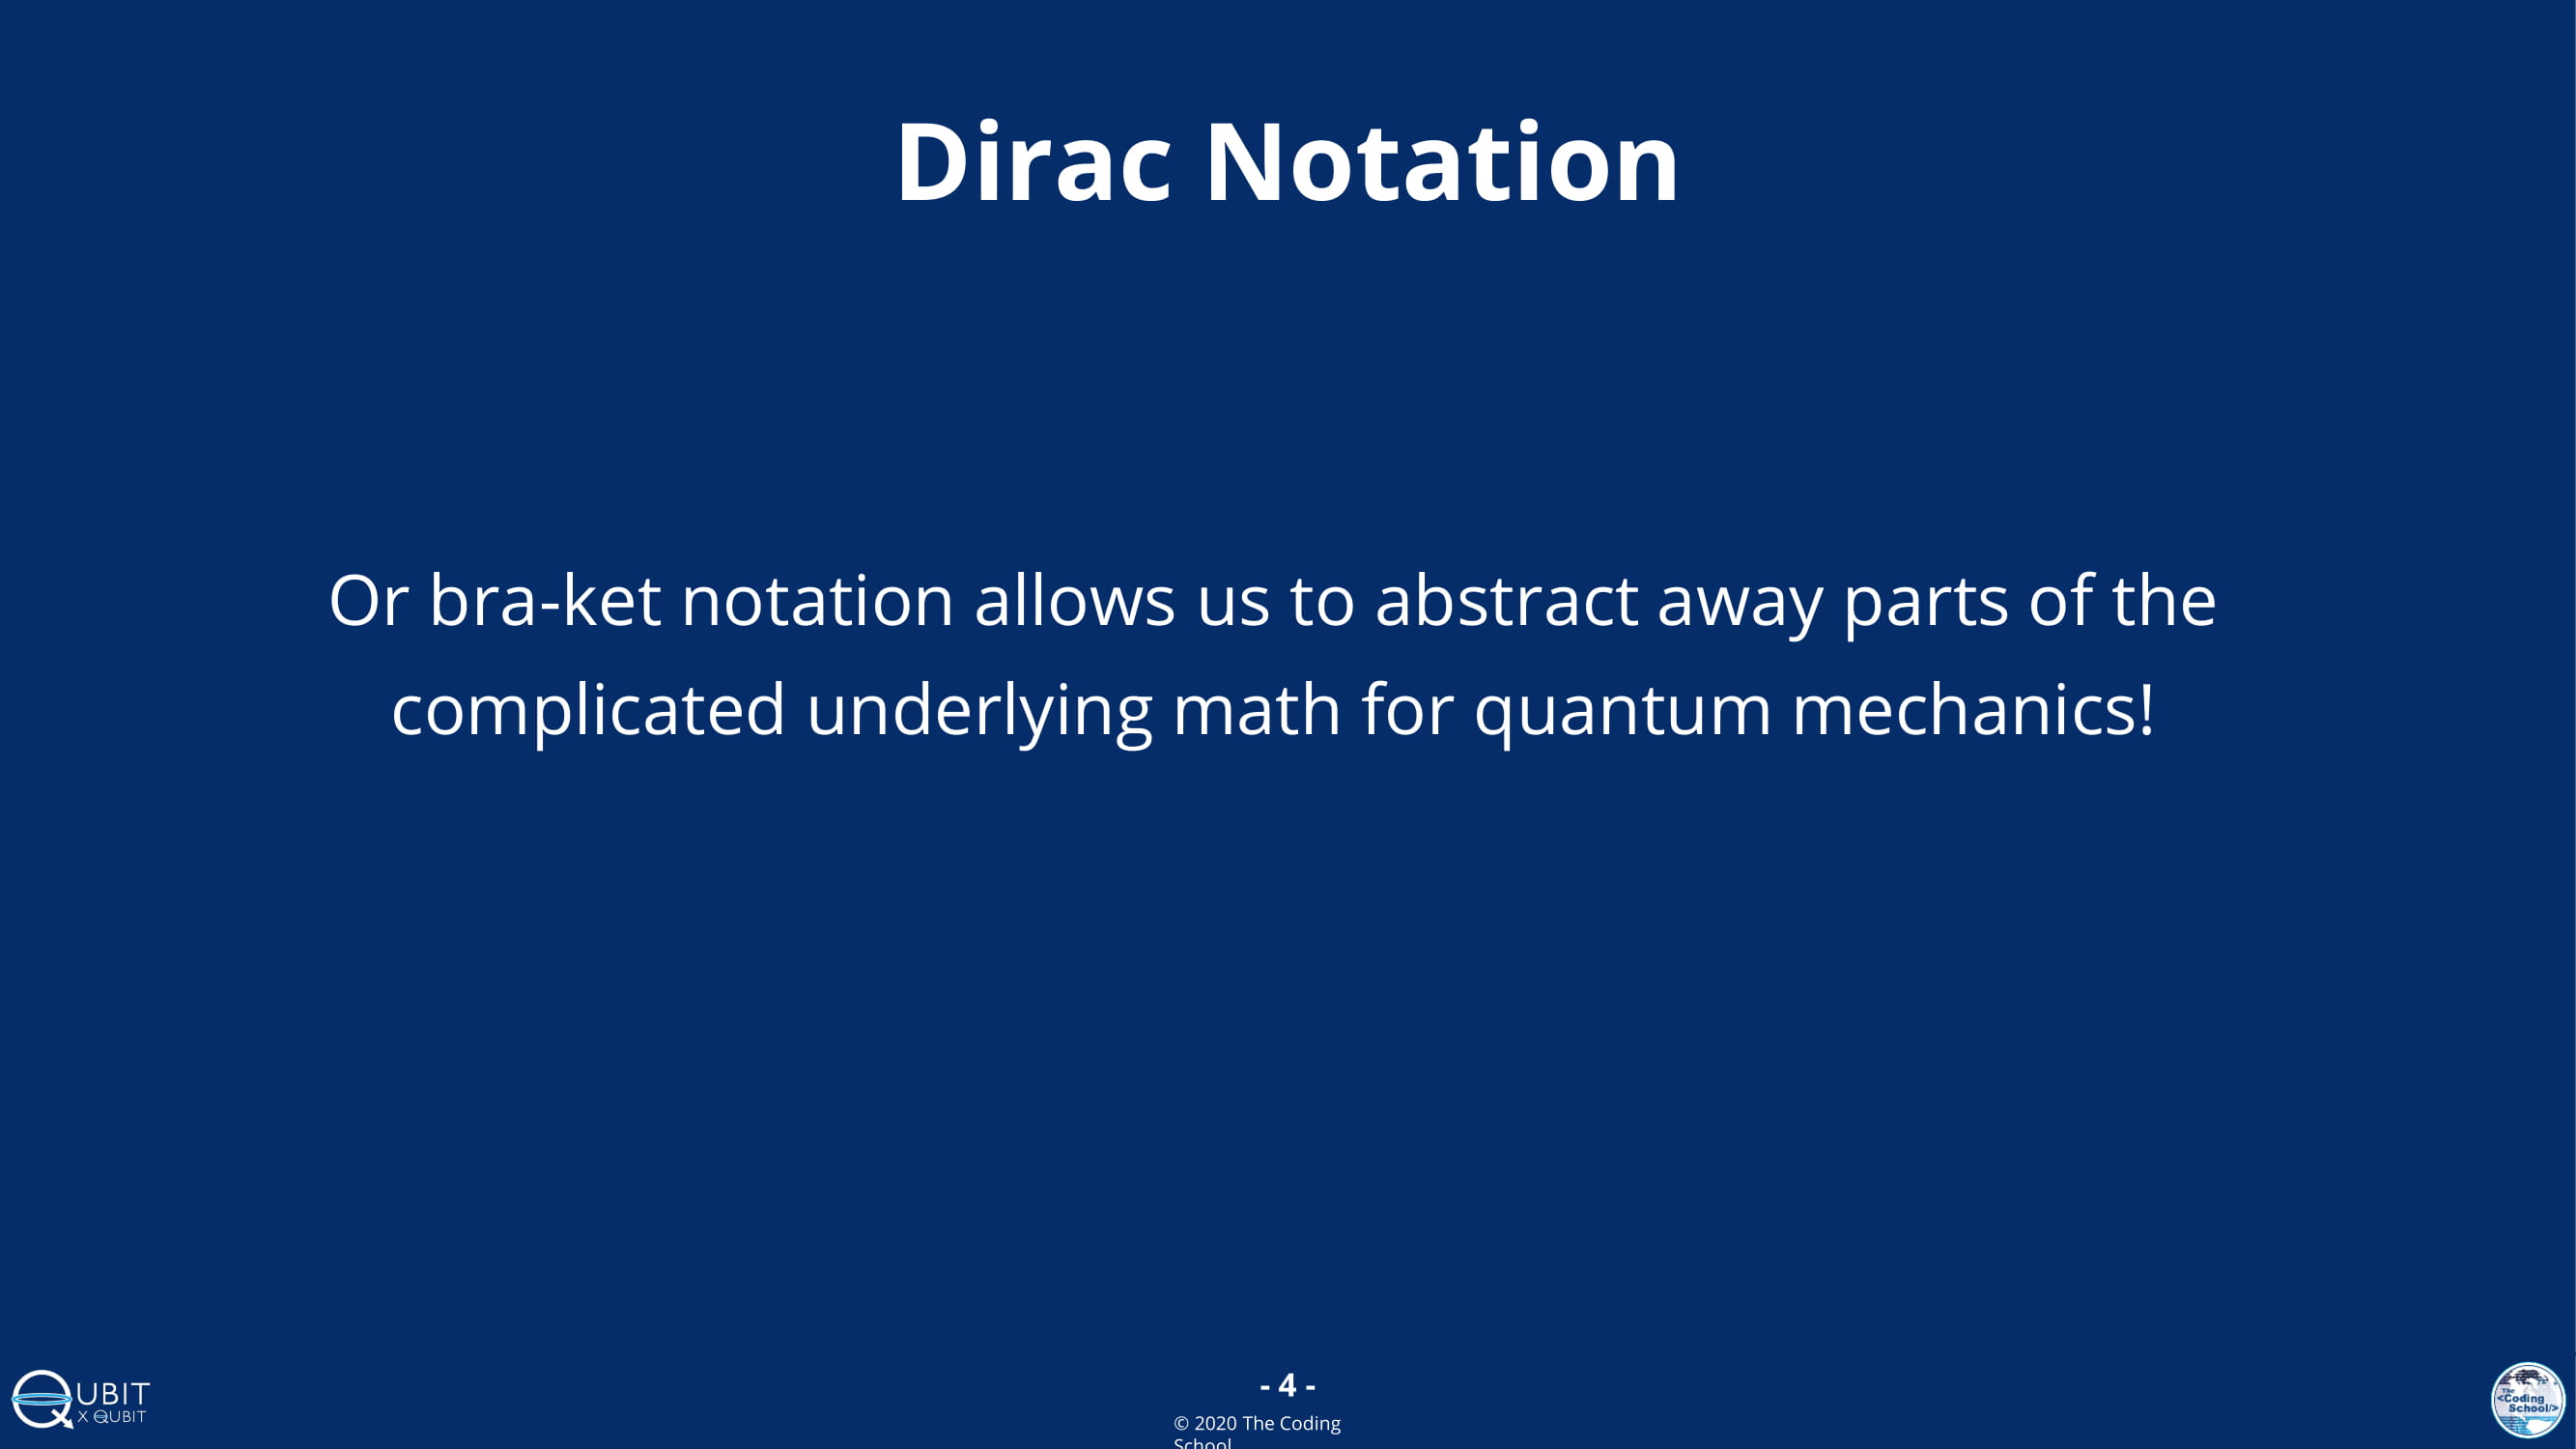 Dirac Notation
Or bra-ket notation allows us to abstract away parts of the
complicated underlying math for quantum mechanics!
QUBIT
X QUBIT
- 4 -
© 2020 The Coding
School
The
<Coding
School/>